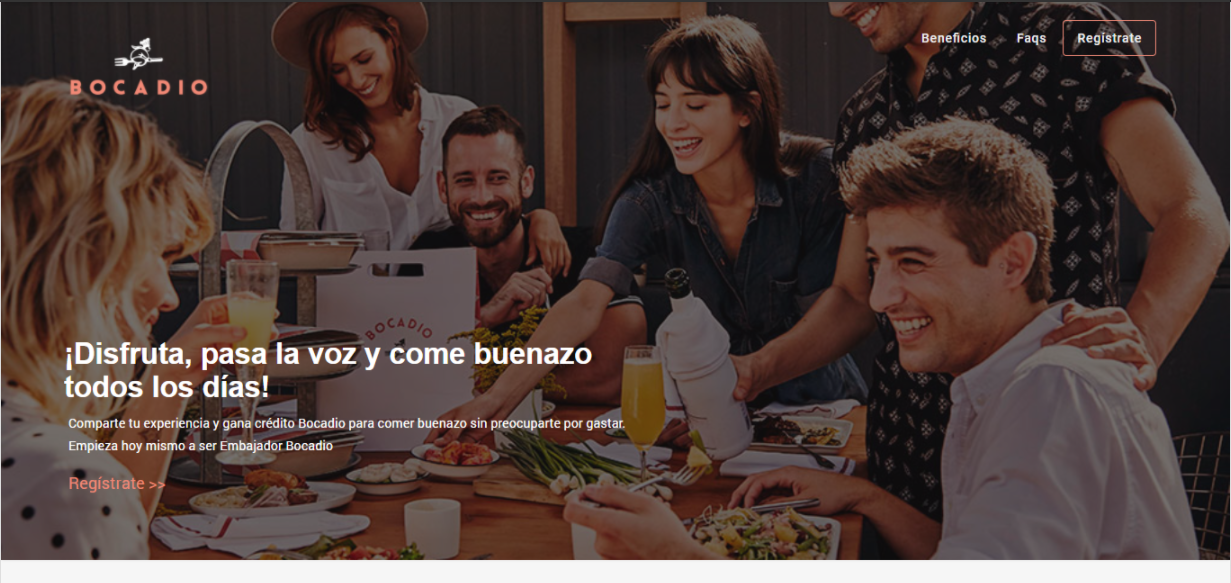 BOCADIO
Beneficios
Faqs
Regístrate
BOCADIO
¡Disfruta, pasa la voz y come buenazo
todos los días!
Comparte tu experiencia y gana crédito Bocadio para comer buenazo sin preocuparte por gastar.
Empieza hoy mismo a ser Embajador Bocadio
Regístrate >>